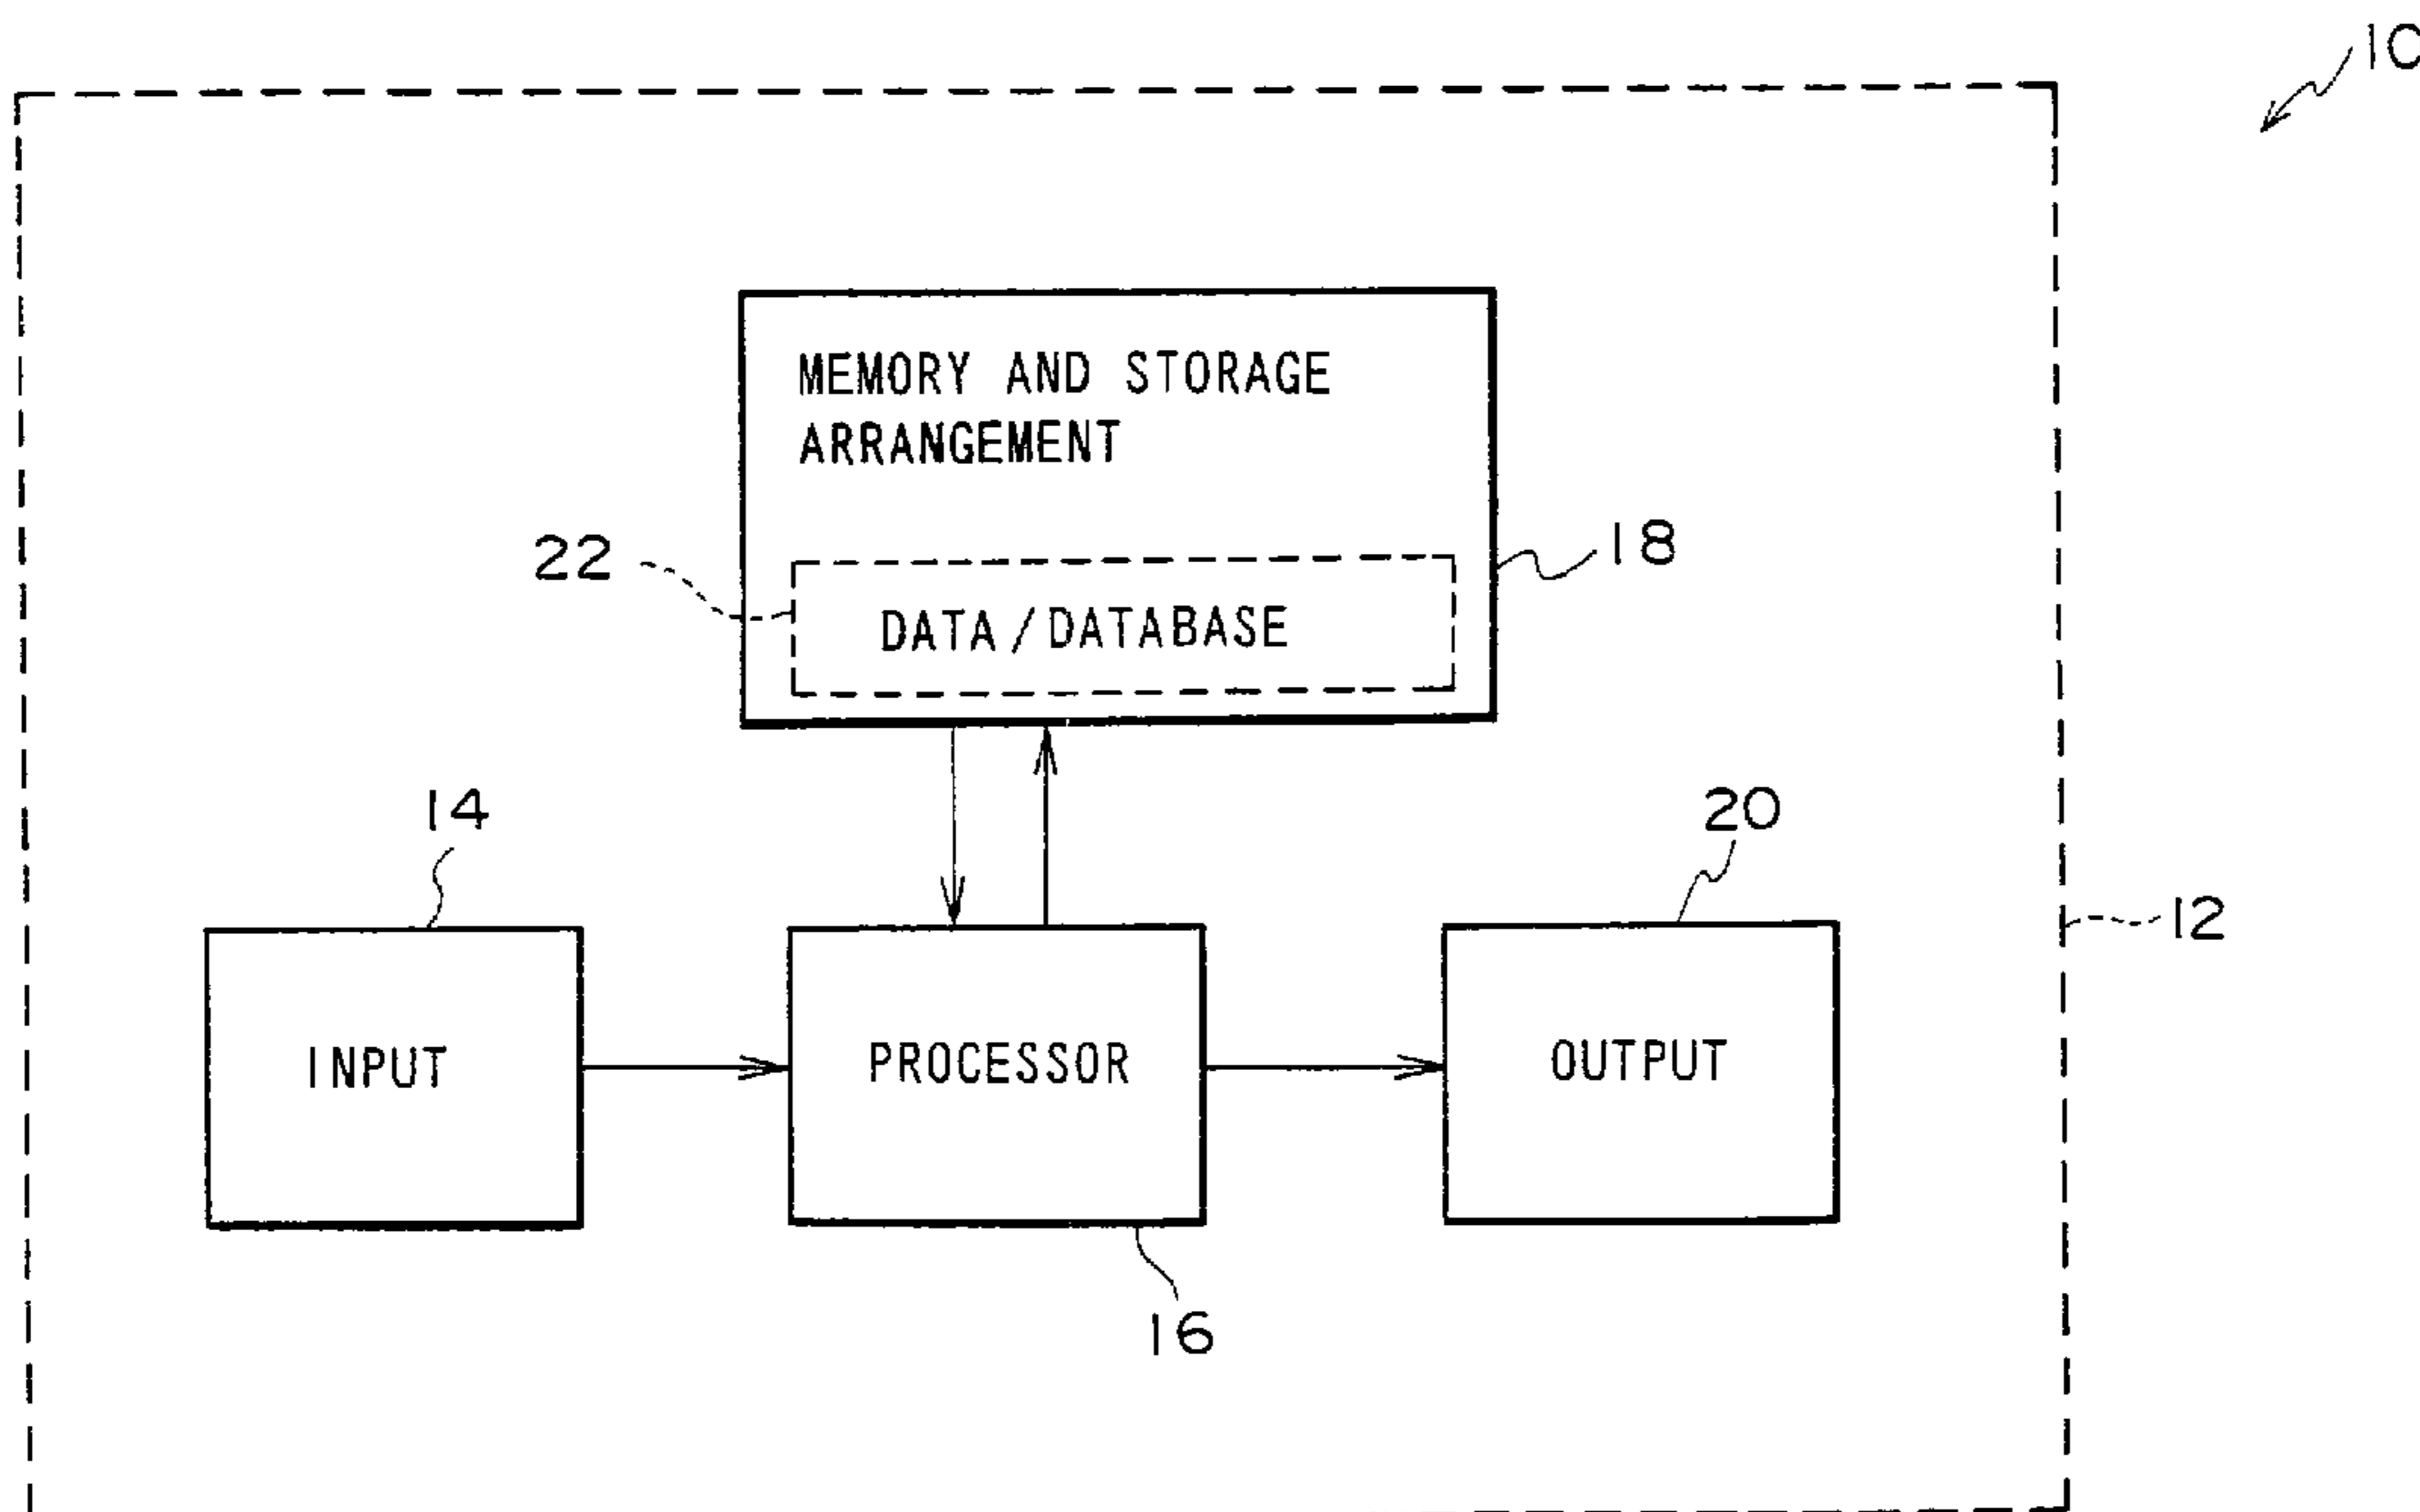 10
MEMORY AND STORAGE
ARRANGEMENT
22
18
DATA/DATABASE
14
20
12
INPUT
PROCESSOR
OUTPUT
16